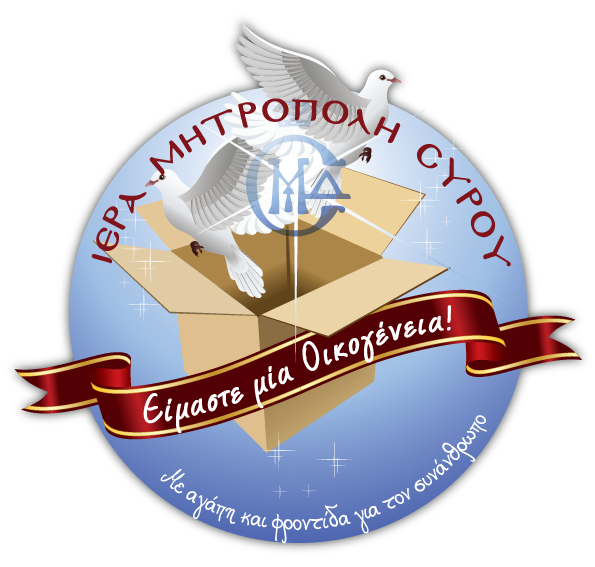 ΙΕΡΑ ΜΗΤΡΟΠΟΛΗ ΣΥΡΟΥ
Είμαστε μία Οικογένεια!
Με αγάπη και φροντίδα για τον συνάνθρωπο